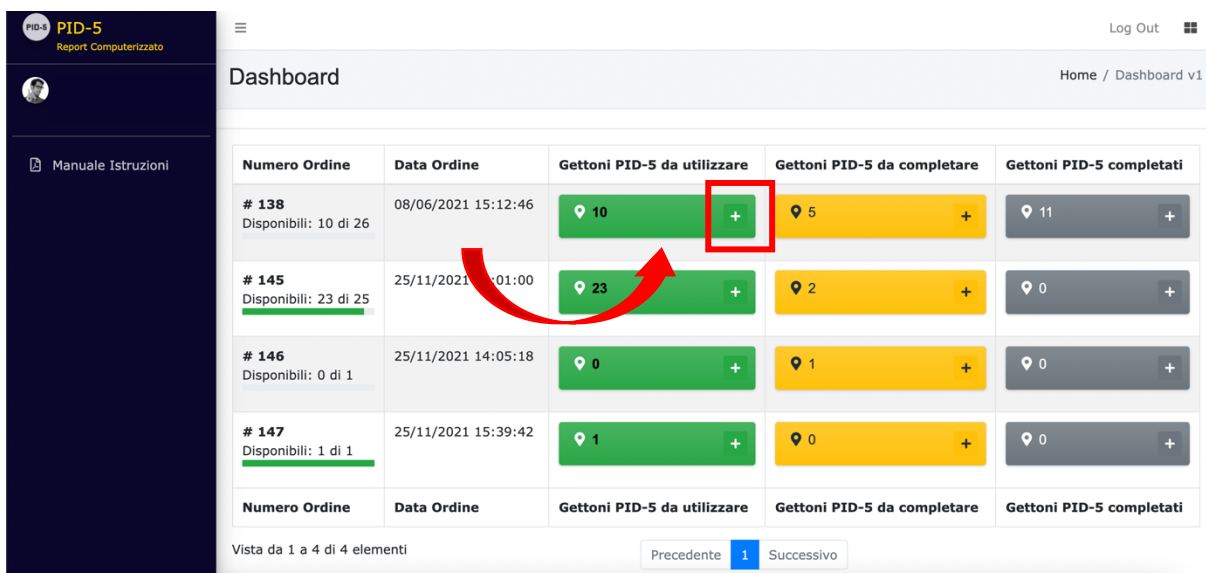 PID-5 PID-5
Report Computerizzato
Log Out
Dashboard
Home / Dashboard v1
Manuale Istruzioni
Numero Ordine Data Ordine Gettoni PID-5 da utilizzare Gettoni PID-5 da completare Gettoni PID-5 completati
# 138 08/06/2021 15:12:46 10 + 5 + 11 +
Disponibili: 10 di 26
# 145 25/11/2021 :01:00 23 + 2 + 0 +
Disponibili: 23 di 25
# 146 25/11/2021 14:05:18 0 + 1 + 0 +
Disponibili: 0 di 1
# 147 25/11/2021 15:39:42 1 + 0 + 0 +
Disponibili: 1 di 1
Numero Ordine Data Ordine Gettoni PID-5 da utilizzare Gettoni PID-5 da completare Gettoni PID-5 completati
Vista da 1 a 4 di 4 elementi
Precedente 1 Successivo